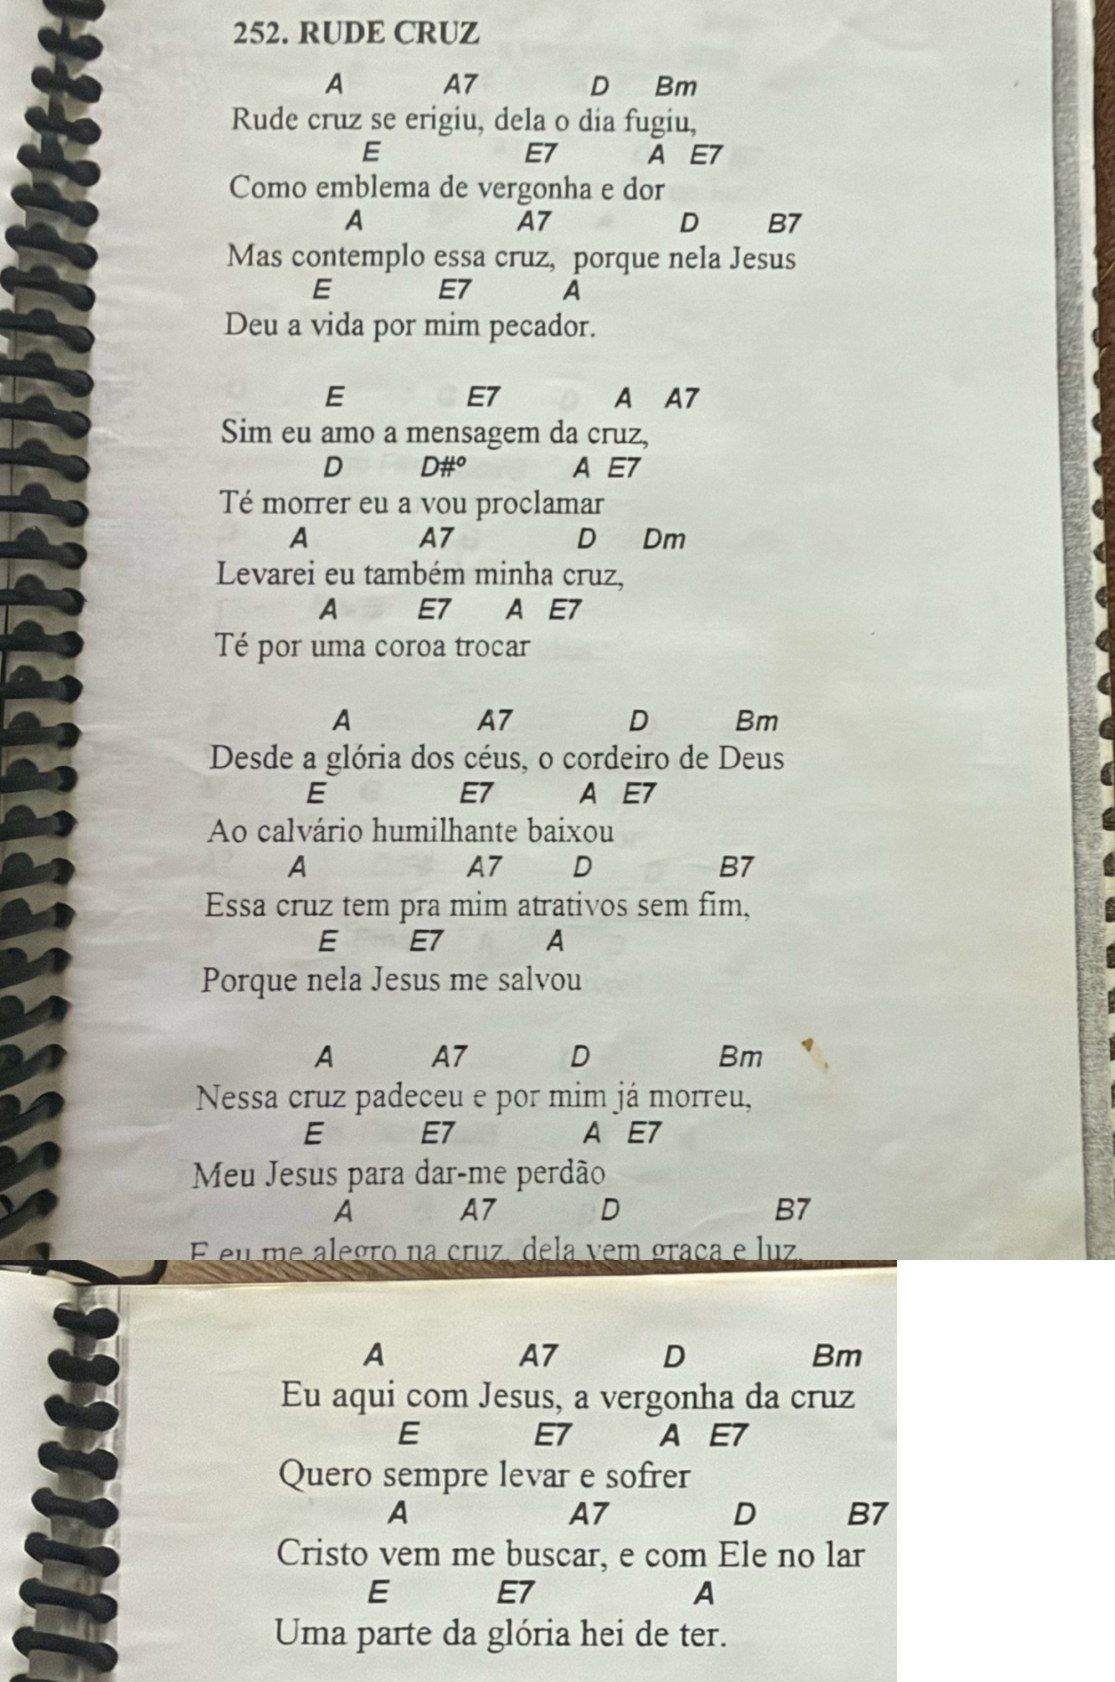 252. RUDE CRUZ
A A7 D Bm
Rude cruz se erigiu, dela o dia fugiu,
E E7 A E7
Como emblema de vergonha e dor
A A7 D B7
Mas contemplo essa cruz, porque nela Jesus
E E7 A
Deu a vida por mim pecador.
E E7 A A7
Sim eu amo a mensagem da cruz,
D D#º A E7
Té morrer eu a vou proclamar
A A7 D Dm
Levarei eu também minha cruz,
A E7 A E7
Té por uma coroa trocar
A A7 D Bm
Desde a glória dos céus, o cordeiro de Deus
E E7 A E7
Ao calvário humilhante baixou
A A7 D B7
Essa cruz tem pra mim atrativos sem fim,
E E7 A
Porque nela Jesus me salvou
A A7 D Bm
Nessa cruz padeceu e por mim já morreu,
E E7 A E7
Meu Jesus para dar-me perdão
A A7 D B7
E eu me alegro na cruz, dela vem graça e luz,
A A7 D Bm
Eu aqui com Jesus, a vergonha da cruz
E E7 A E7
Quero sempre levar e sofrer
A A7 D B7
Cristo vem me buscar, e com Ele no lar
E E7 A
Uma parte da glória hei de ter.